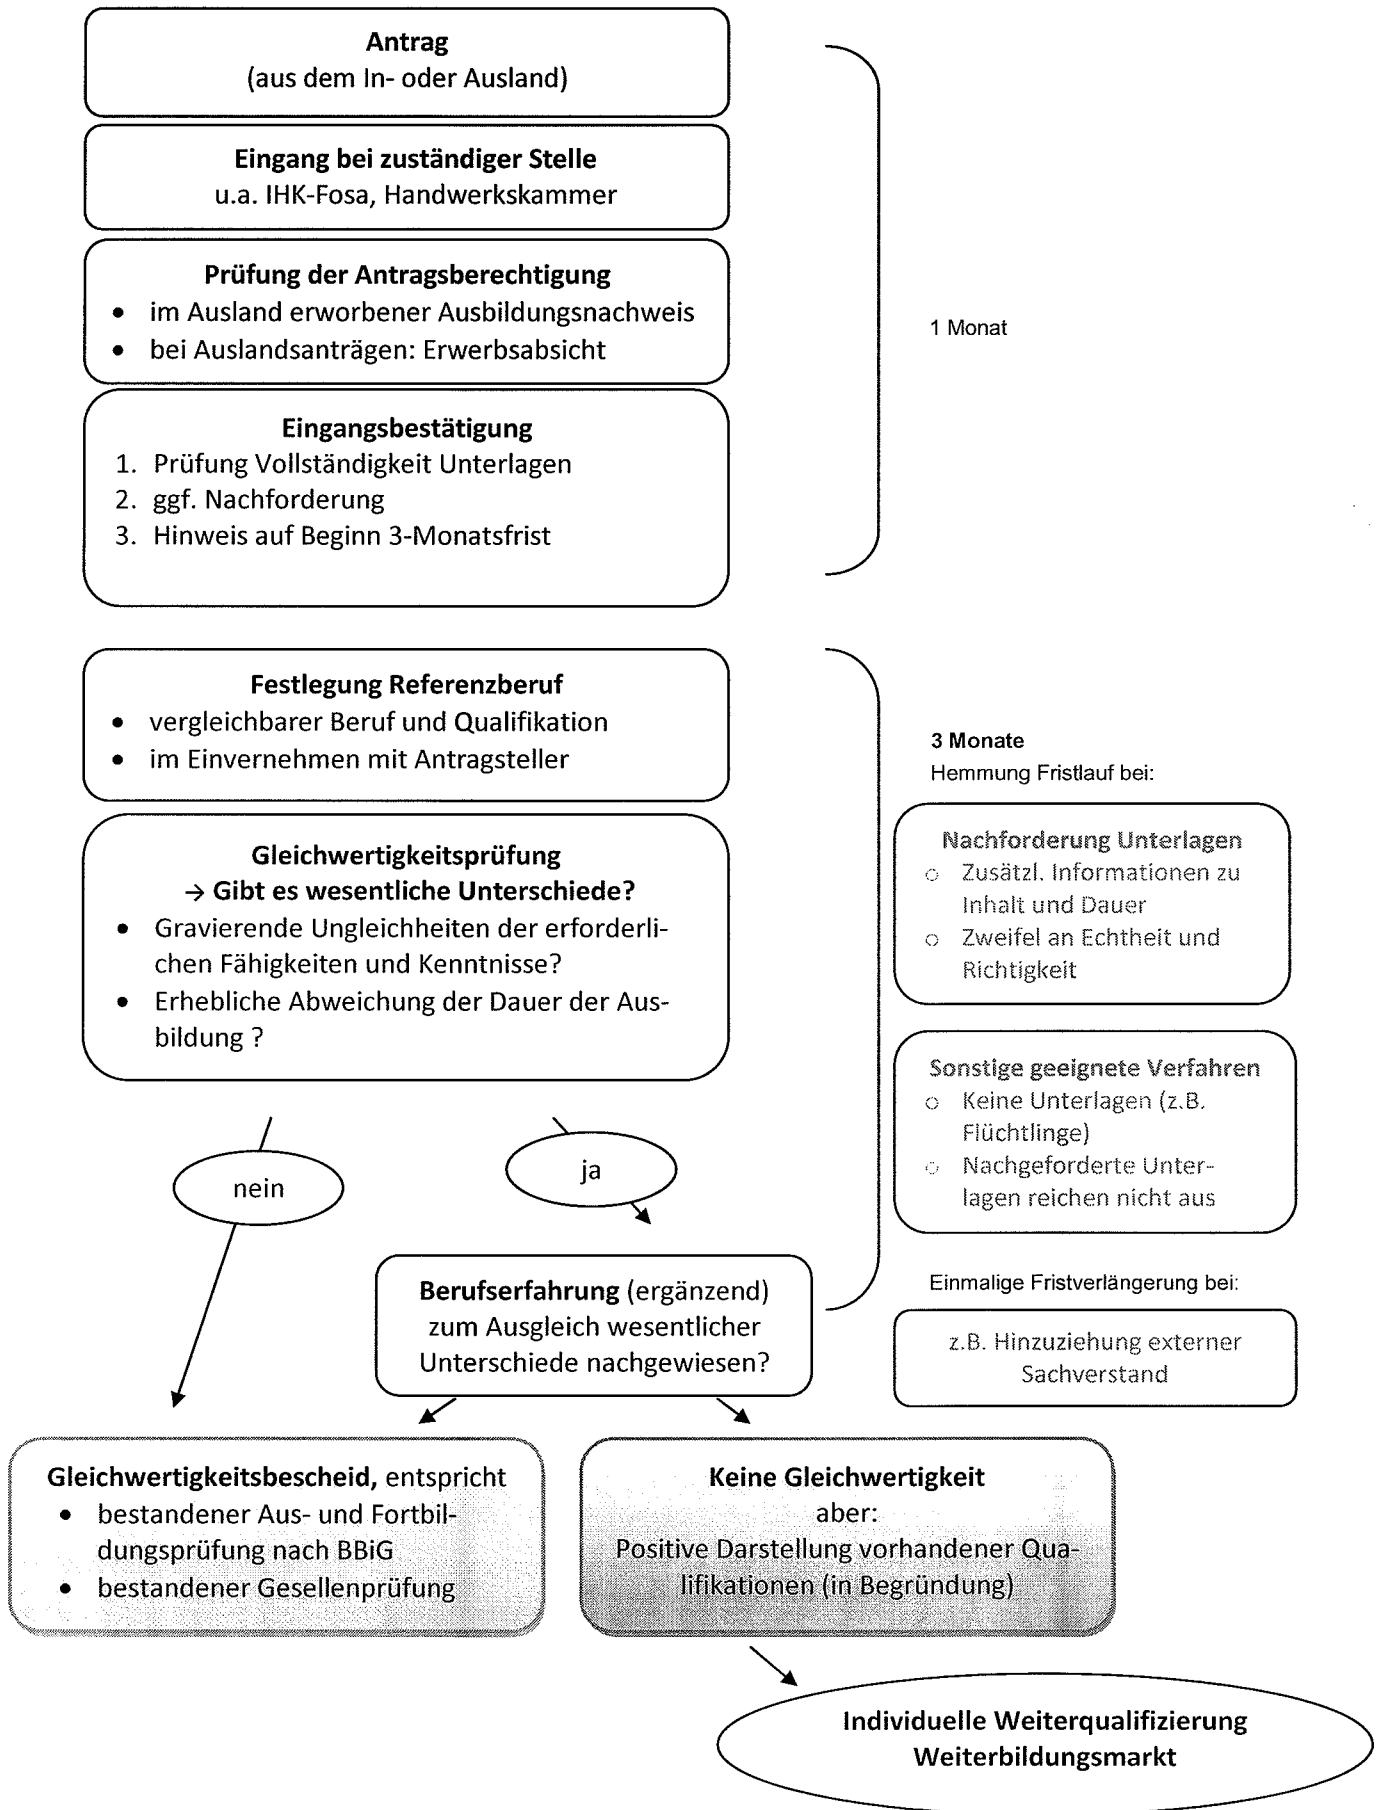 Antrag
(aus dem In- oder Ausland)
Eingang bei zuständiger Stelle
u.a. IHK-Fosa, Handwerkskammer
Prüfung der Antragsberechtigung
• im Ausland erworbener Ausbildungsnachweis
• bei Auslandsanträgen: Erwerbsabsicht
1 Monat
Eingangsbestätigung
1. Prüfung Vollständigkeit Unterlagen
2. ggf. Nachforderung
3. Hinweis auf Beginn 3-Monatsfrist
Festlegung Referenzberuf
• vergleichbarer Beruf und Qualifikation
• im Einvernehmen mit Antragsteller
3 Monate
Hemmung Fristlauf bei:
Gleichwertigkeitsprüfung
→ Gibt es wesentliche Unterschiede?
• Gravierende Ungleichheiten der erforderli-
chen Fähigkeiten und Kenntnisse?
• Erhebliche Abweichung der Dauer der Aus-
bildung ?
Nachforderung Unterlagen
○ Zusätzl. Informationen zu
Inhalt und Dauer
○ Zweifel an Echtheit und
Richtigkeit
Sonstige geeignete Verfahren
○ Keine Unterlagen (z.B.
Flüchtlinge)
○ Nachgeforderte Unter-
lagen reichen nicht aus
nein
ja
Berufserfahrung (ergänzend)
zum Ausgleich wesentlicher
Unterschiede nachgewiesen?
Einmalige Fristverlängerung bei:
z.B. Hinzuziehung externer
Sachverstand
Gleichwertigkeitsbescheid, entspricht
• bestandener Aus- und Fortbil-
dungsprüfung nach BBiG
• bestandener Gesellenprüfung
Keine Gleichwertigkeit
aber:
Positive Darstellung vorhandener Qua-
lifikationen (in Begründung)
Individuelle Weiterqualifizierung
Weiterbildungsmarkt